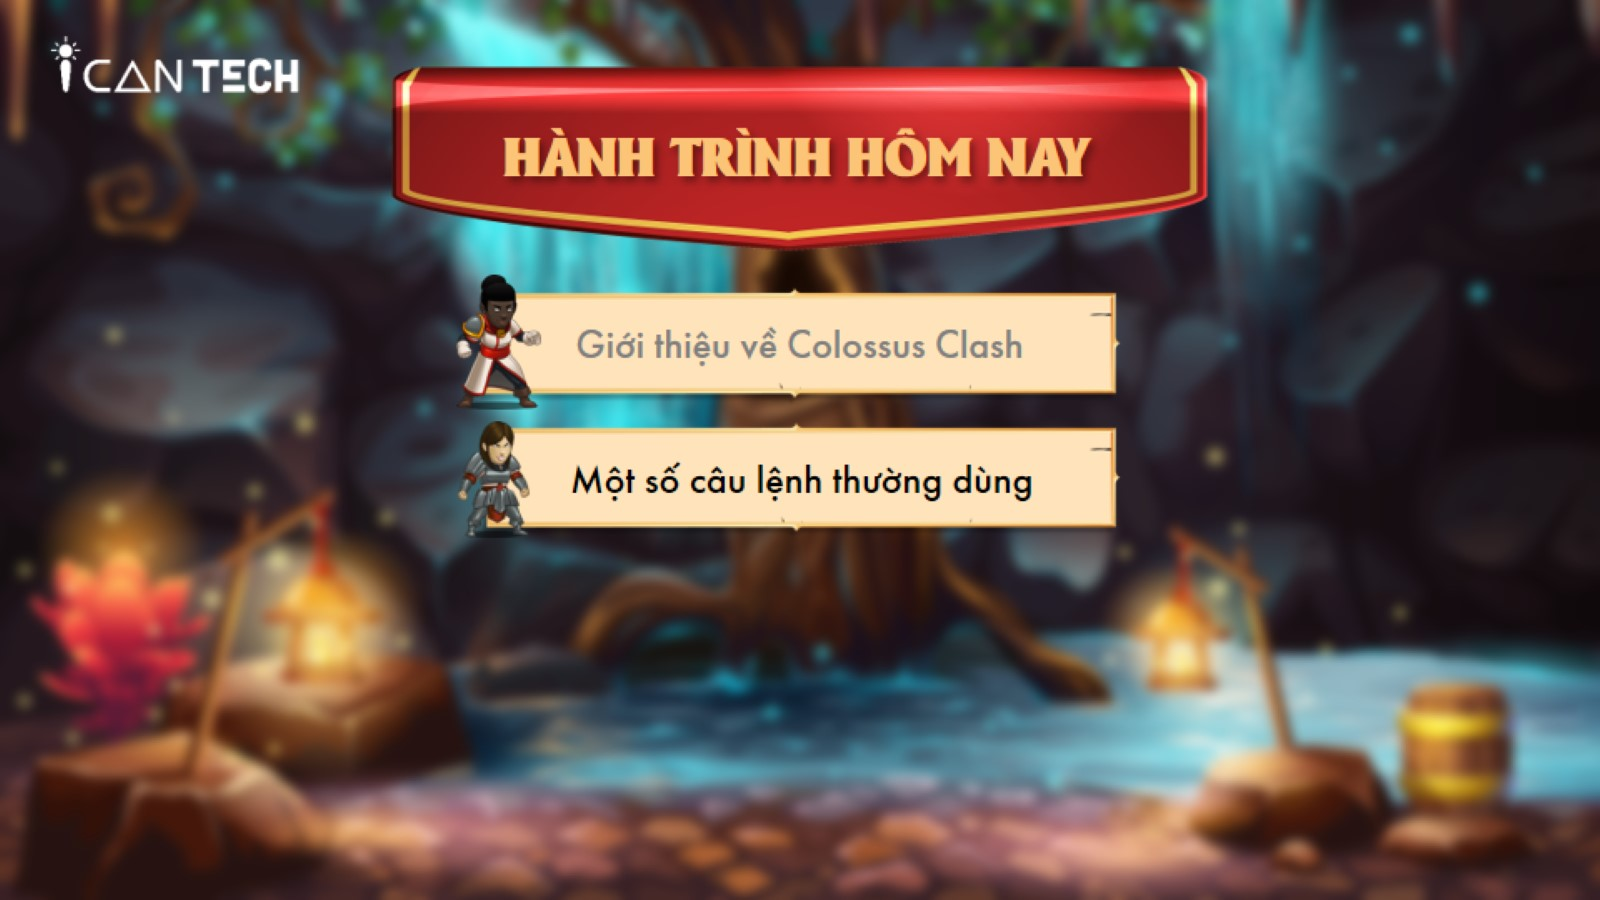 iCANTECH
HÀNH TRÌNH HÔM NAY
Giới thiệu về Colossus Clash
Một số câu lệnh thường dùng